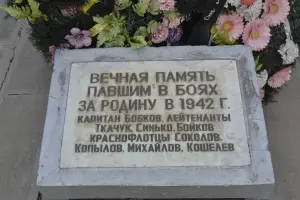 ВЕЧНАЯ ПАМЯТЬ
ПАВШИМ В БОЯХ
ЗА РОДИНУ В 1942 Г.
КАПИТАН БОБКОВ, ЛЕЙТЕНАНТЫ
ТКАЧУК, СИНЬКО, БОЙКОВ
КРАСНОФЛОТЦЫ СОКОЛОВ,
КОПЫЛОВ, МИХАЙЛОВ, КОШЕЛЕВ